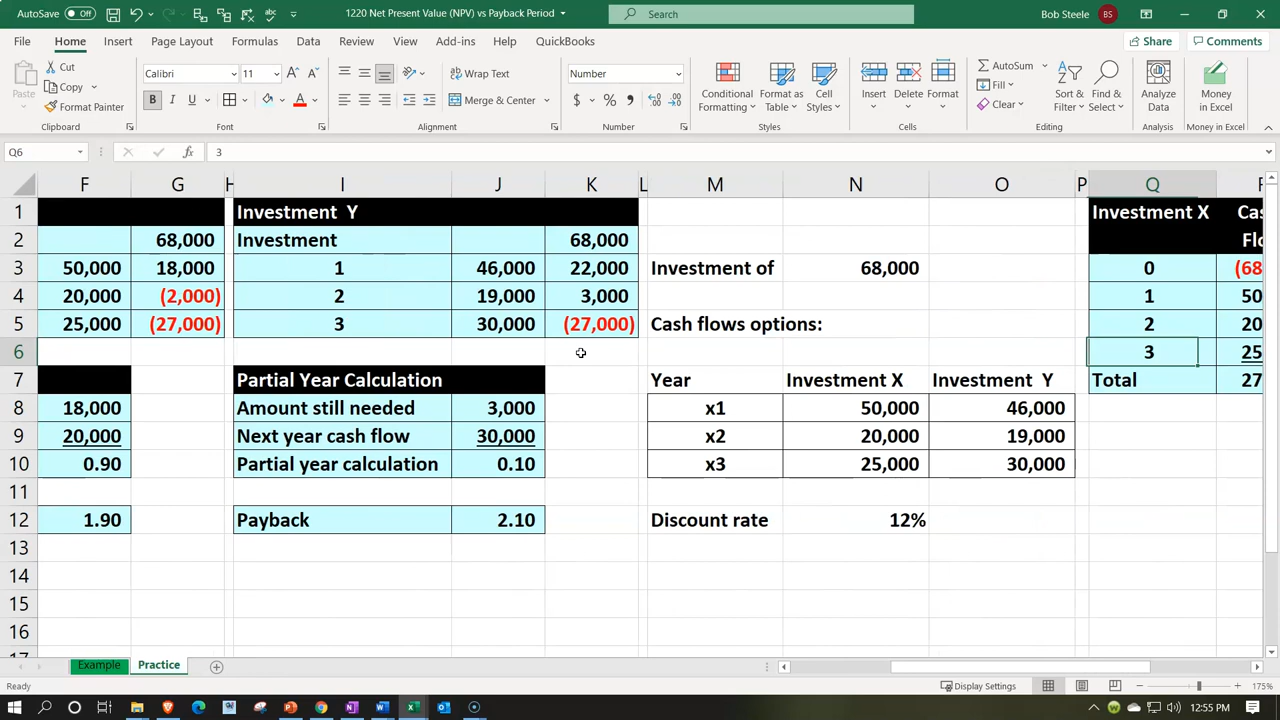 AutoSave Off 1220 Net Present Value (NPV) vs Payback Period Search Bob Steele BS
File Home Insert Page Layout Formulas Data Review View Add-ins Help QuickBooks Share Comments
Paste Cut Copy Format Painter Clipboard
Calibri 11 B I U A Font
Wrap Text Merge & Center Alignment
Number $ % , Number
Conditional Formatting Format as Table Cell Styles Styles
Insert Delete Format Cells
AutoSum Fill Clear Sort & Filter Find & Select Editing
Analyze Data Analysis
Money in Excel Money in Excel
Q6 fx 3
F G H I J K L M N O P Q
1 Investment Y Investment X Cas
2 68,000 Investment 68,000 Flo
3 50,000 18,000 1 46,000 22,000 Investment of 68,000 0 (68
4 20,000 (2,000) 2 19,000 3,000 1 50
5 25,000 (27,000) 3 30,000 (27,000) Cash flows options: 2 20
6 3 25
7 Partial Year Calculation Year Investment X Investment Y Total 27
8 18,000 Amount still needed 3,000 x1 50,000 46,000
9 20,000 Next year cash flow 30,000 x2 20,000 19,000
10 0.90 Partial year calculation 0.10 x3 25,000 30,000
11
12 1.90 Payback 2.10 Discount rate 12%
13
14
15
16
Example Practice
Ready Display Settings 175%
12:55 PM